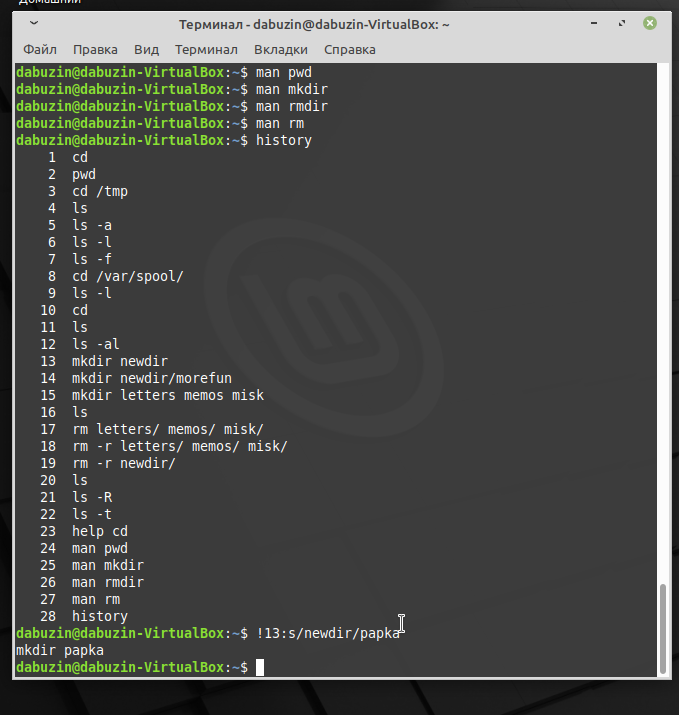 Домашний
Терминал - dabuzin@dabuzin-VirtualBox: ~
Файл Правка Вид Терминал Вкладки Справка
dabuzin@dabuzin-VirtualBox:~$ man pwd
dabuzin@dabuzin-VirtualBox:~$ man mkdir
dabuzin@dabuzin-VirtualBox:~$ man rmdir
dabuzin@dabuzin-VirtualBox:~$ man rm
dabuzin@dabuzin-VirtualBox:~$ history
1 cd
2 pwd
3 cd /tmp
4 ls
5 ls -a
6 ls -l
7 ls -f
8 cd /var/spool/
9 ls -l
10 cd
11 ls
12 ls -al
13 mkdir newdir
14 mkdir newdir/morefun
15 mkdir letters memos misk
16 ls
17 rm letters/ memos/ misk/
18 rm -r letters/ memos/ misk/
19 rm -r newdir/
20 ls
21 ls -R
22 ls -t
23 help cd
24 man pwd
25 man mkdir
26 man rmdir
27 man rm
28 history
dabuzin@dabuzin-VirtualBox:~$ !13:s/newdir/papka
mkdir papka
dabuzin@dabuzin-VirtualBox:~$